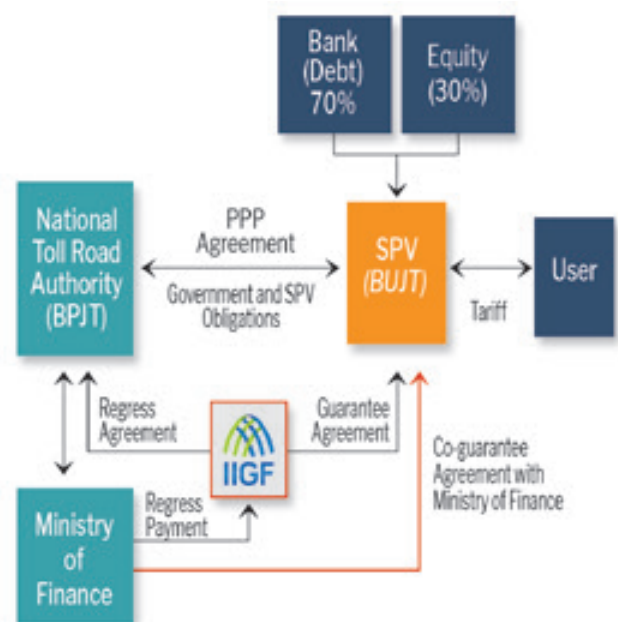 Bank
(Debt)
70%
Equity
(30%)
National
Toll Road
Authority
(BPJT)
PPP
Agreement
Government and SPV
Obligations
SPV
(BUJT)
Tariff
User
Regress
Agreement
IIGF
Guarantee
Agreement
Co-guarantee
Agreement with
Ministry of Finance
Regress
Payment
Ministry
of
Finance